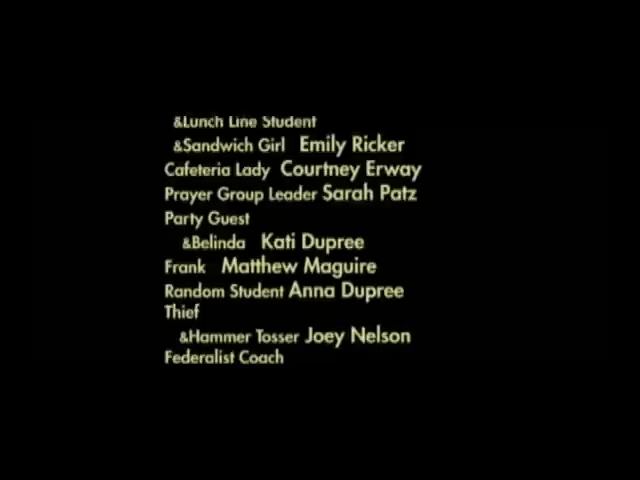 &Lunch Line Student
&Sandwich Girl Emily Ricker
Cafeteria Lady Courtney Erway
Prayer Group Leader Sarah Patz
Party Guest
&Belinda Kati Dupree
Frank Matthew Maguire
Random Student Anna Dupree
Thief
&Hammer Tosser Joey Nelson
Federalist Coach